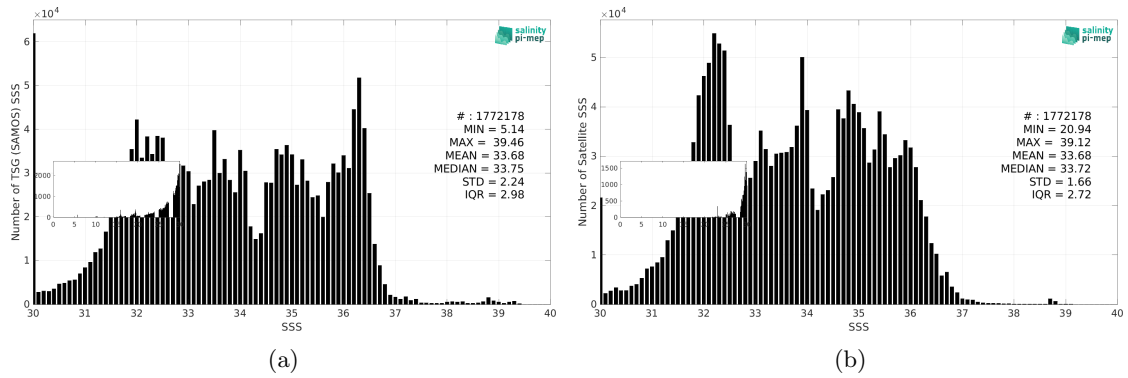 ×10⁴
6
5
4
3
2
1
0
Number of TSG (SAMOS) SSS
salinity
pi-mep
# : 1772178
MIN = 5.14
MAX = 39.46
MEAN = 33.68
MEDIAN = 33.75
STD = 2.24
IQR = 2.98
2000
1000
0
0 5 10
30 31 32 33 34 35 36 37 38 39 40
SSS
(a)
×10⁴
5
4
3
2
1
0
Number of Satellite SSS
salinity
pi-mep
# : 1772178
MIN = 20.94
MAX = 39.12
MEAN = 33.68
MEDIAN = 33.72
STD = 1.66
IQR = 2.72
1500
1000
500
0
0 5 10 15
30 31 32 33 34 35 36 37 38 39 40
SSS
(b)